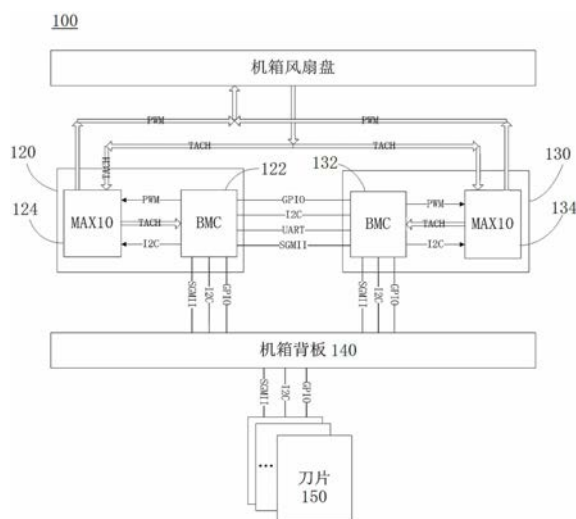 100
机箱风扇盘
PWM PWM
TACH TACH
TACH
120 122 132 130
124 134
MAX10 PWM BMC GPIO BMC PWM MAX10
TACH I2C TACH
I2C UART I2C
SGMII
SGMII I2C GPIO SGMII I2C GPIO
机箱背板 140
SGMII I2C GPIO
...
刀片
150